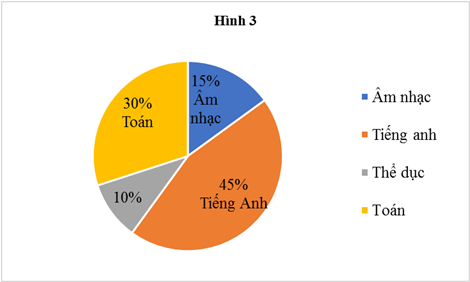 Hình 3
15%
Âm
nhạc
30%
Toán
45%
Tiếng Anh
10%
Âm nhạc
Tiếng anh
Thể dục
Toán